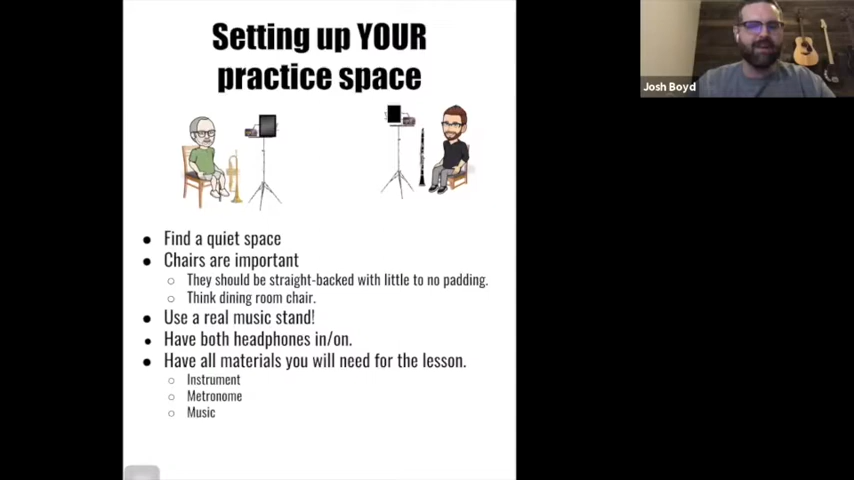 Setting up YOUR
practice space
Josh Boyd
● Find a quiet space
● Chairs are important
○ They should be straight-backed with little to no padding.
○ Think dining room chair.
● Use a real music stand!
● Have both headphones in/on.
● Have all materials you will need for the lesson.
○ Instrument
○ Metronome
○ Music